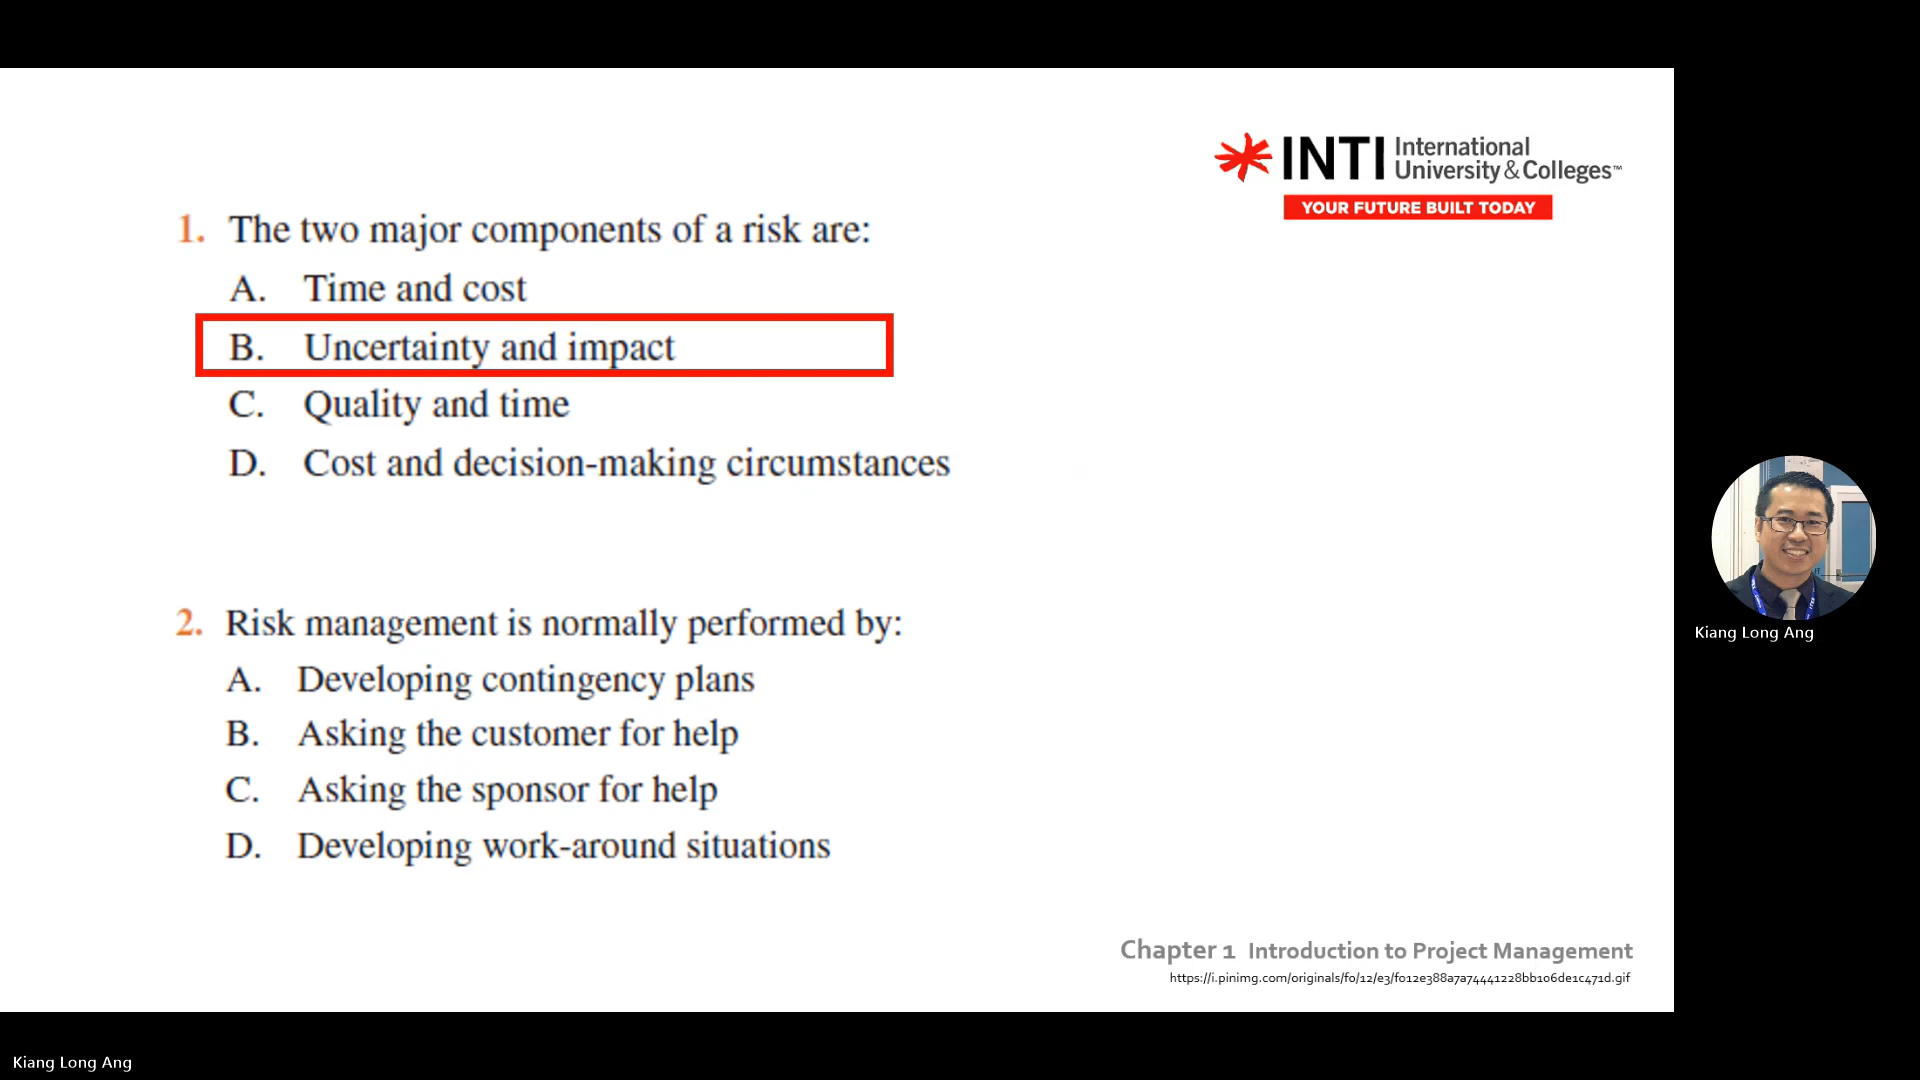 INTI International
University & Colleges™
YOUR FUTURE BUILT TODAY
1. The two major components of a risk are:
A. Time and cost
B. Uncertainty and impact
C. Quality and time
D. Cost and decision-making circumstances
2. Risk management is normally performed by:
A. Developing contingency plans
B. Asking the customer for help
C. Asking the sponsor for help
D. Developing work-around situations
Chapter 1 Introduction to Project Management
https://i.pinimg.com/originals/f0/12/e3/f012e388a7a74441228bb106de1c471d.gif
Kiang Long Ang
Kiang Long Ang